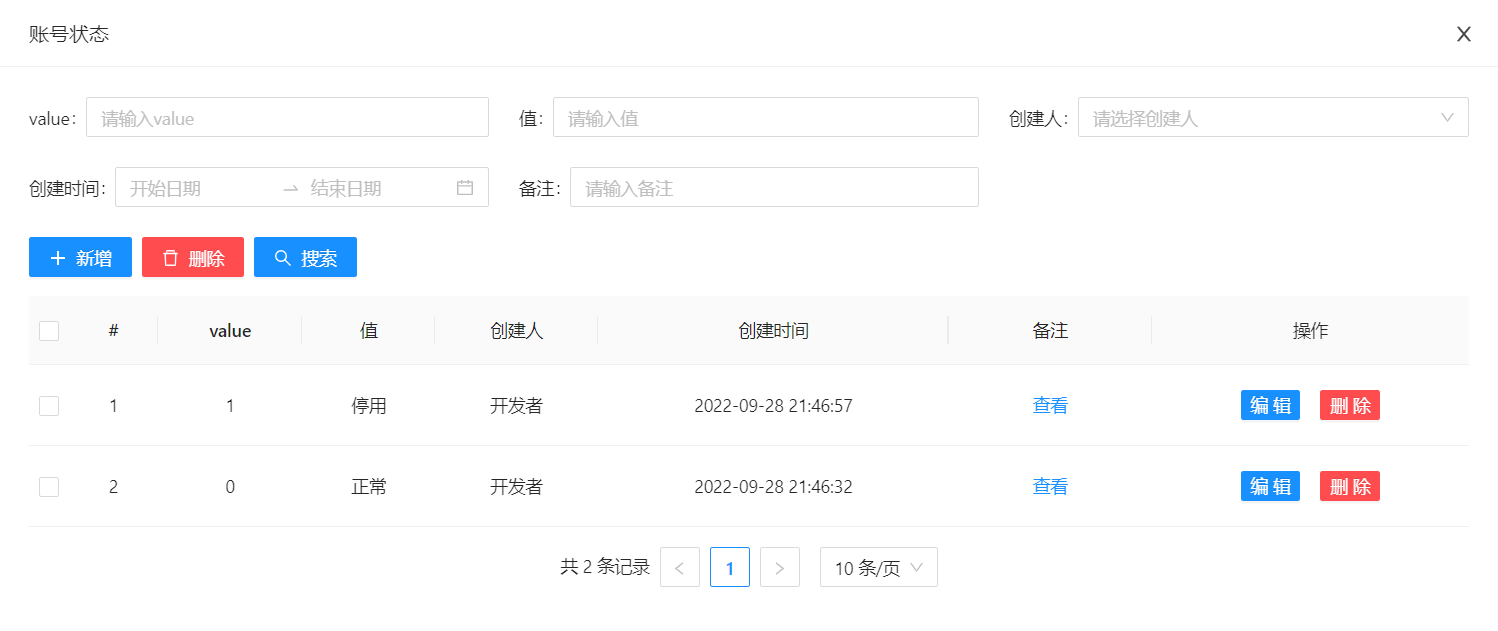 账号状态
value: 请输入value 值: 请输入值 创建人: 请选择创建人
创建时间: 开始日期 → 结束日期 备注: 请输入备注
+ 新增 删除 搜索
# value 值 创建人 创建时间 备注 操作
1 1 停用 开发者 2022-09-28 21:46:57 查看 编辑 删除
2 0 正常 开发者 2022-09-28 21:46:32 查看 编辑 删除
共 2 条记录 < 1 > 10 条/页